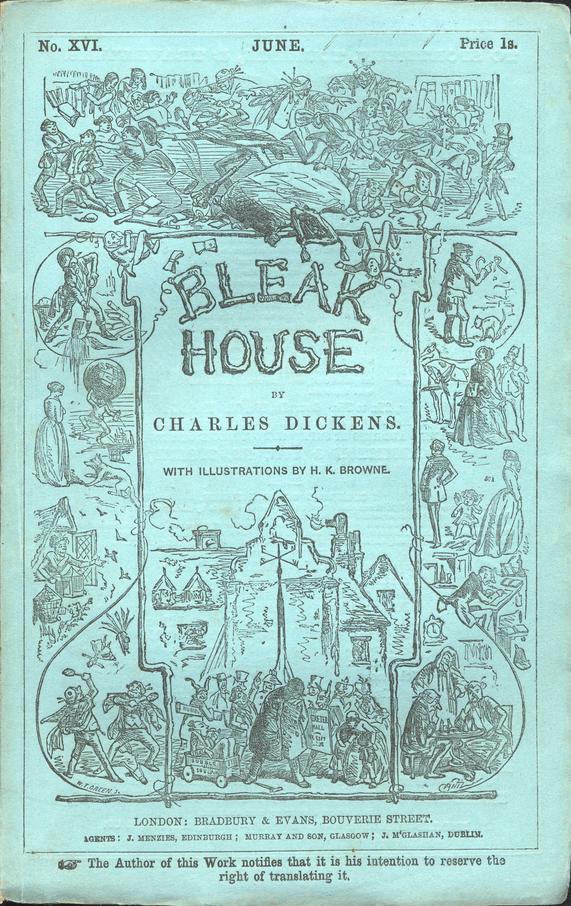 No. XVI. JUNE. Price 1s.
BLEAK
HOUSE
BY
CHARLES DICKENS.
WITH ILLUSTRATIONS BY H. K. BROWNE.
EXETER
HALL
LONDON: BRADBURY & EVANS, BOUVERIE STREET.
AGENTS: J. MENZIES, EDINBURGH; MURRAY AND SON, GLASGOW; J. M‘GLASHAN, DUBLIN.
☞ The Author of this Work notifies that it is his intention to reserve the
right of translating it.